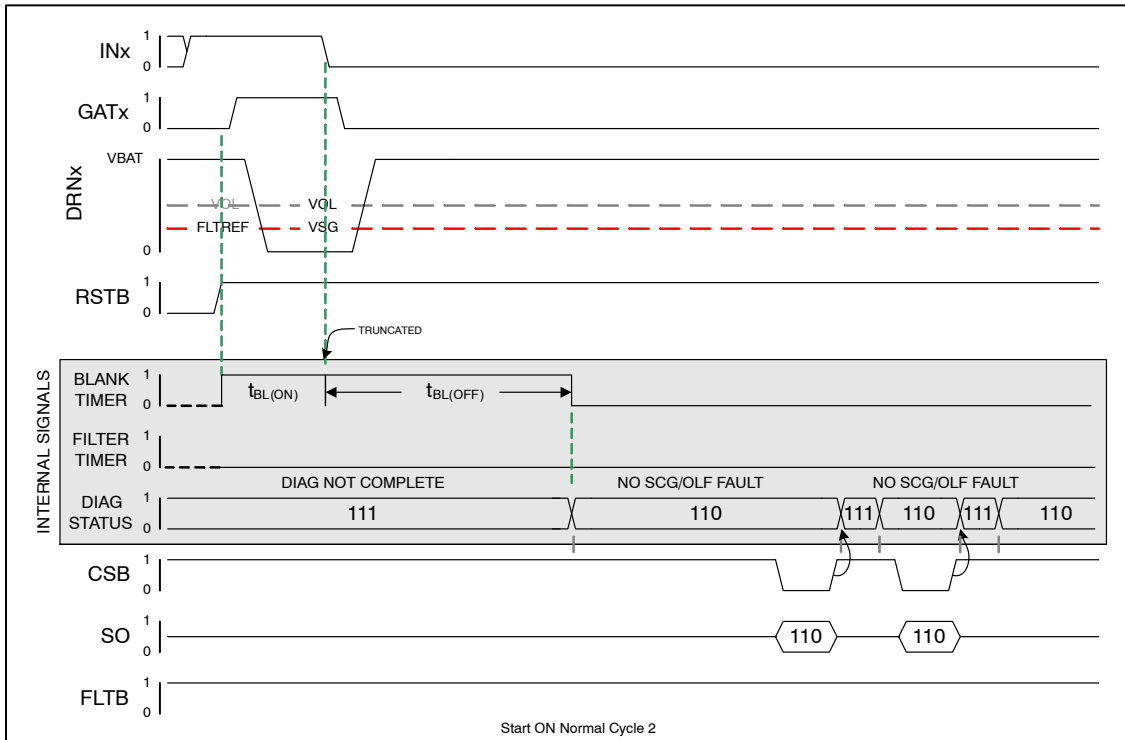 INx 1 0
GATx 1 0
DRNx VBAT 0
VOL VOL
FLTREF VSG
RSTB 1 0
TRUNCATED
INTERNAL SIGNALS
BLANK TIMER 1 0 tBL(ON) tBL(OFF)
FILTER TIMER 1 0
DIAG NOT COMPLETE NO SCG/OLF FAULT NO SCG/OLF FAULT
DIAG STATUS 1 0 111 110 111 110 111 110
CSB 1 0
SO 1 0 110 110
FLTB 1 0
Start ON Normal Cycle 2